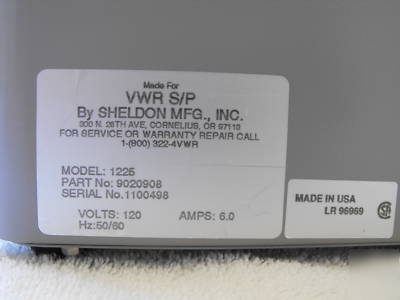 Made For
VWR S/P
By SHELDON MFG., INC.
300 N. 26TH AVE, CORNELIUS, OR 97113
FOR SERVICE OR WARRANTY REPAIR CALL
1-(800) 322-4VWR
MODEL: 1225
PART No: 9020908
SERIAL No.1100498
VOLTS: 120 AMPS: 6.0
Hz:50/60
MADE IN USA
LR 96969